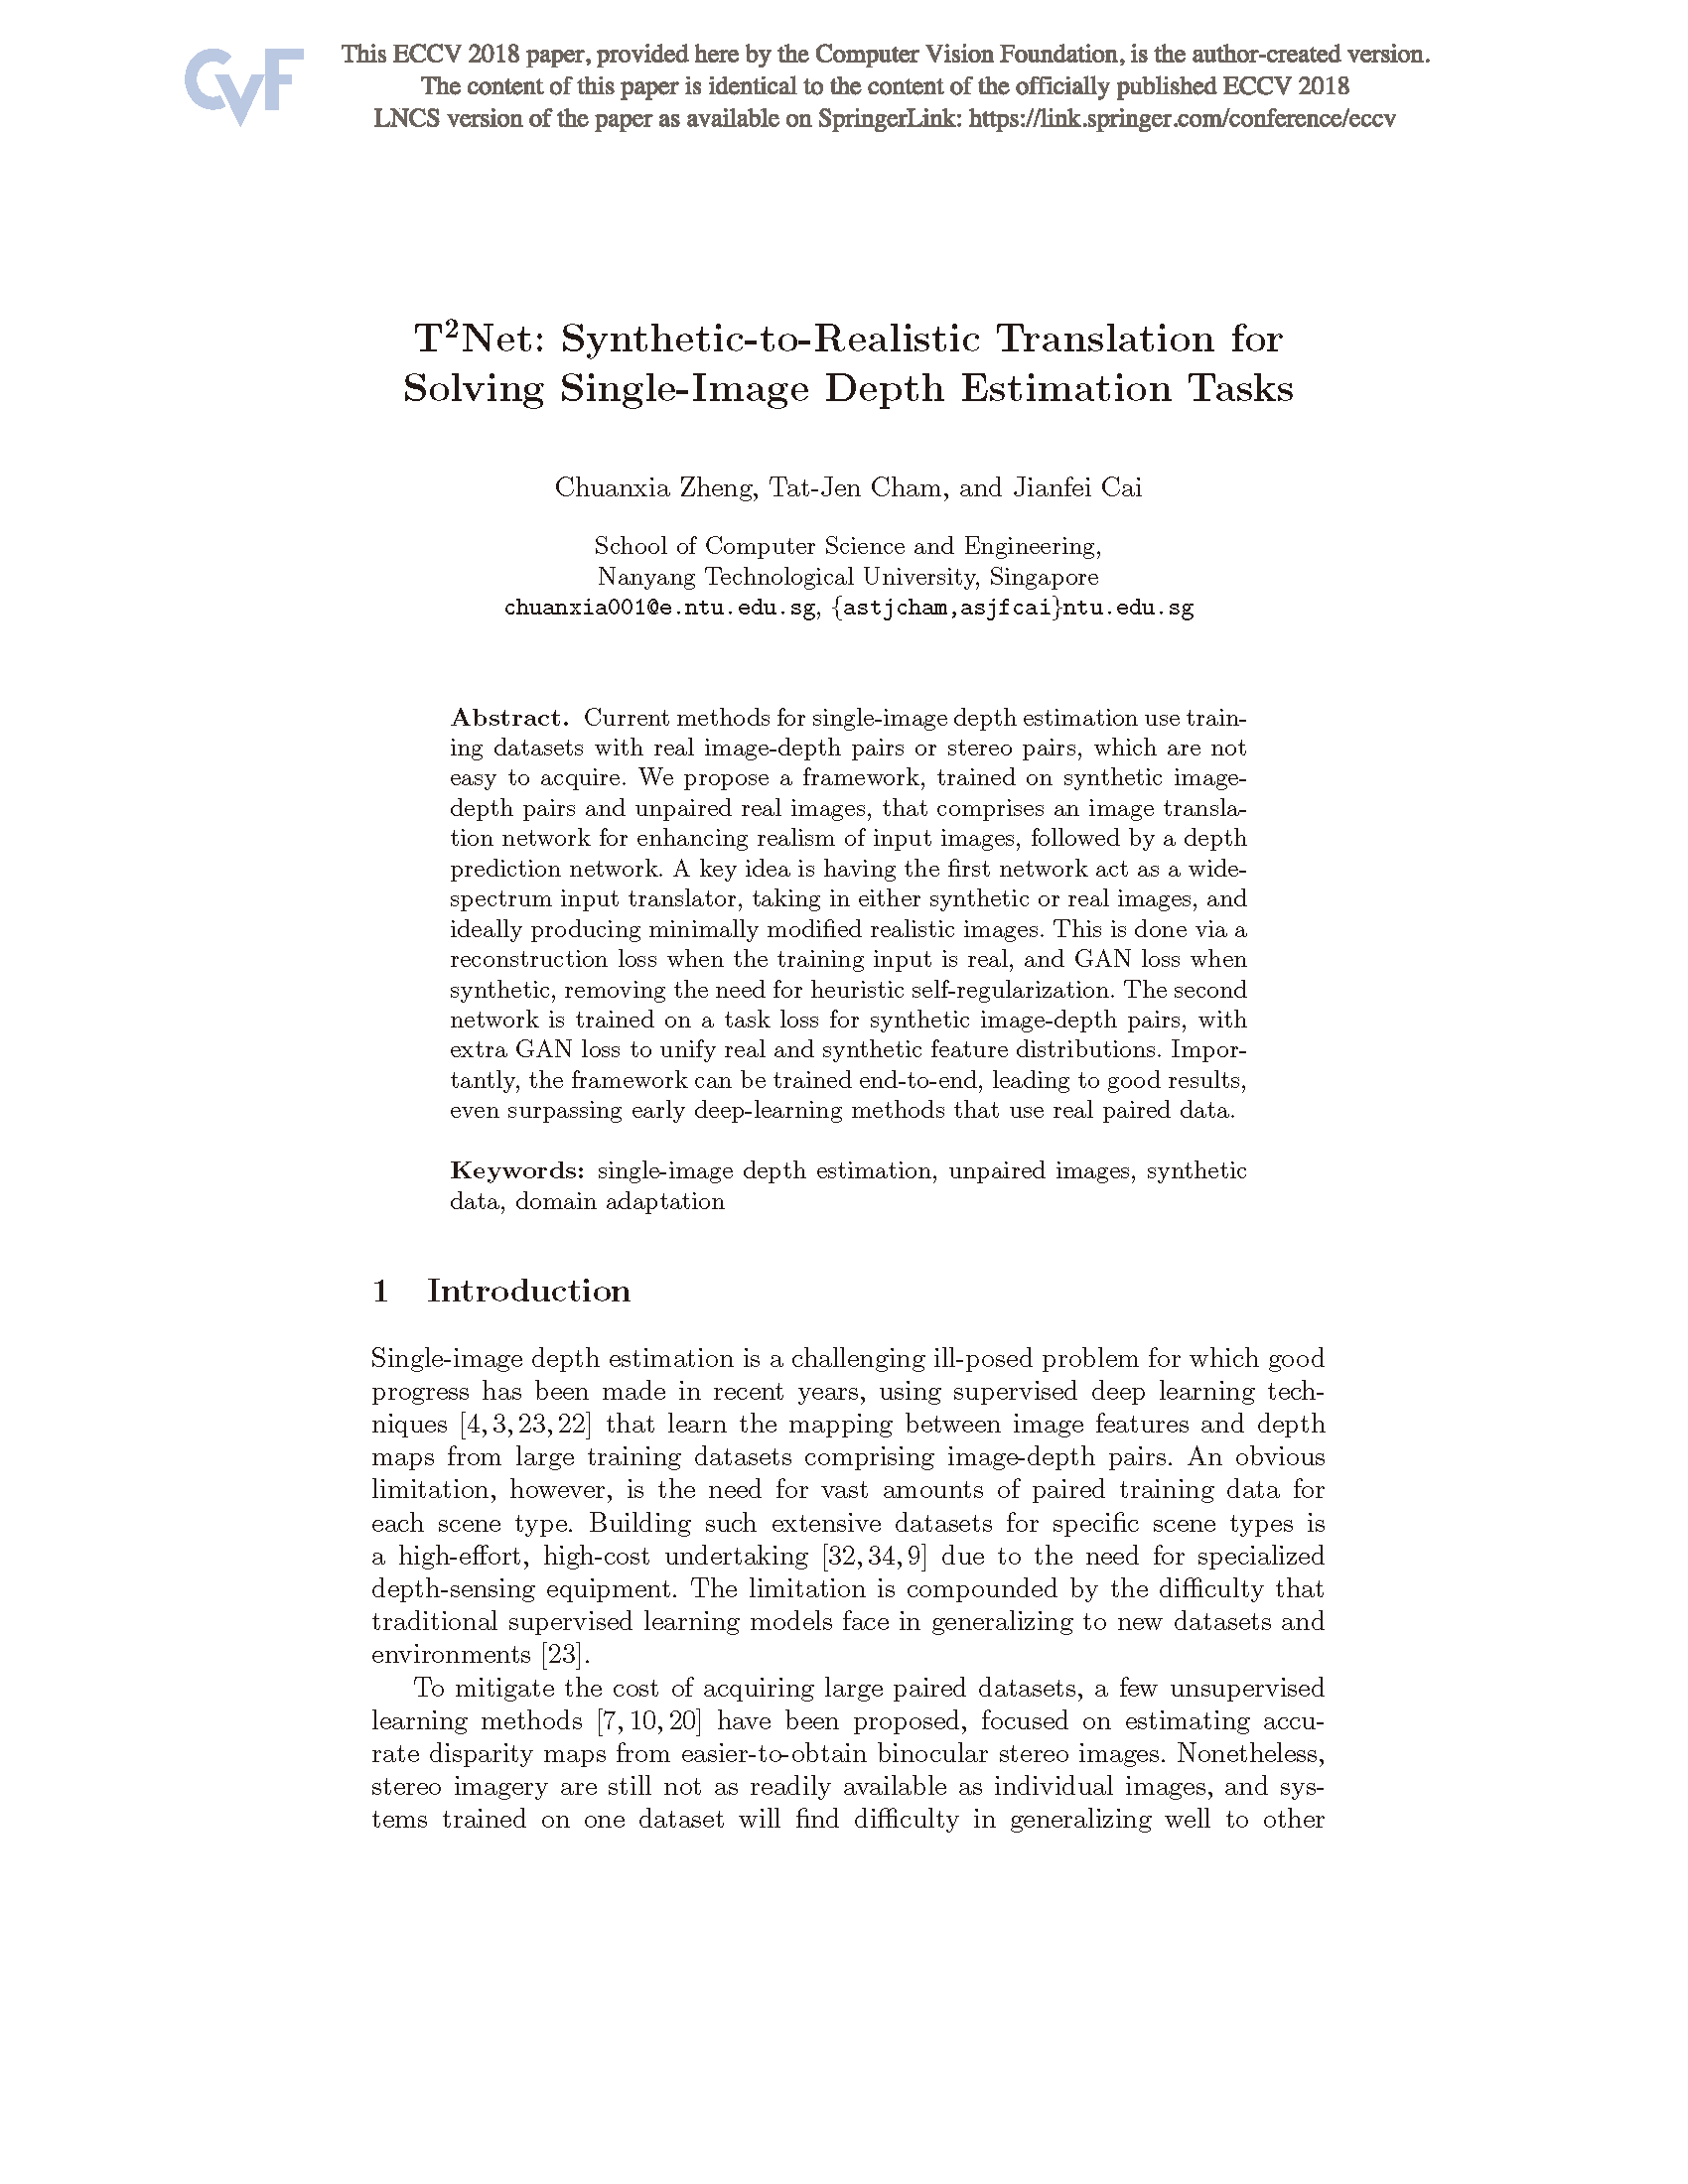 CVF
This ECCV 2018 paper, provided here by the Computer Vision Foundation, is the author-created version.
The content of this paper is identical to the content of the officially published ECCV 2018
LNCS version of the paper as available on SpringerLink: https://link.springer.com/conference/eccv
T²Net: Synthetic-to-Realistic Translation for
Solving Single-Image Depth Estimation Tasks
Chuanxia Zheng, Tat-Jen Cham, and Jianfei Cai
School of Computer Science and Engineering,
Nanyang Technological University, Singapore
chuanxia001@e.ntu.edu.sg, {astjcham,asjfcai}ntu.edu.sg
Abstract. Current methods for single-image depth estimation use train-
ing datasets with real image-depth pairs or stereo pairs, which are not
easy to acquire. We propose a framework, trained on synthetic image-
depth pairs and unpaired real images, that comprises an image transla-
tion network for enhancing realism of input images, followed by a depth
prediction network. A key idea is having the first network act as a wide-
spectrum input translator, taking in either synthetic or real images, and
ideally producing minimally modified realistic images. This is done via a
reconstruction loss when the training input is real, and GAN loss when
synthetic, removing the need for heuristic self-regularization. The second
network is trained on a task loss for synthetic image-depth pairs, with
extra GAN loss to unify real and synthetic feature distributions. Impor-
tantly, the framework can be trained end-to-end, leading to good results,
even surpassing early deep-learning methods that use real paired data.
Keywords: single-image depth estimation, unpaired images, synthetic
data, domain adaptation
1 Introduction
Single-image depth estimation is a challenging ill-posed problem for which good
progress has been made in recent years, using supervised deep learning tech-
niques [4, 3, 23, 22] that learn the mapping between image features and depth
maps from large training datasets comprising image-depth pairs. An obvious
limitation, however, is the need for vast amounts of paired training data for
each scene type. Building such extensive datasets for specific scene types is
a high-effort, high-cost undertaking [32, 34, 9] due to the need for specialized
depth-sensing equipment. The limitation is compounded by the difficulty that
traditional supervised learning models face in generalizing to new datasets and
environments [23].
To mitigate the cost of acquiring large paired datasets, a few unsupervised
learning methods [7, 10, 20] have been proposed, focused on estimating accu-
rate disparity maps from easier-to-obtain binocular stereo images. Nonetheless,
stereo imagery are still not as readily available as individual images, and sys-
tems trained on one dataset will find difficulty in generalizing well to other